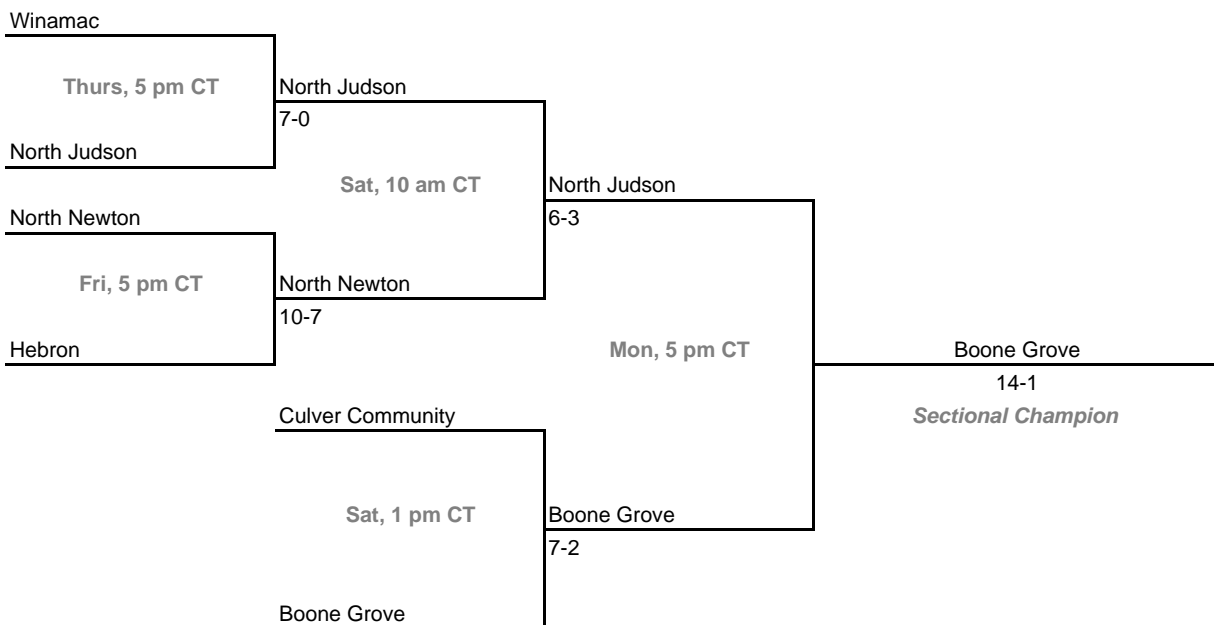 Winamac
Thurs, 5 pm CT
North Judson
7-0
North Judson
Sat, 10 am CT
North Judson
6-3
North Newton
Fri, 5 pm CT
North Newton
10-7
Hebron
Mon, 5 pm CT
Boone Grove
14-1
Sectional Champion
Culver Community
Sat, 1 pm CT
Boone Grove
7-2
Boone Grove